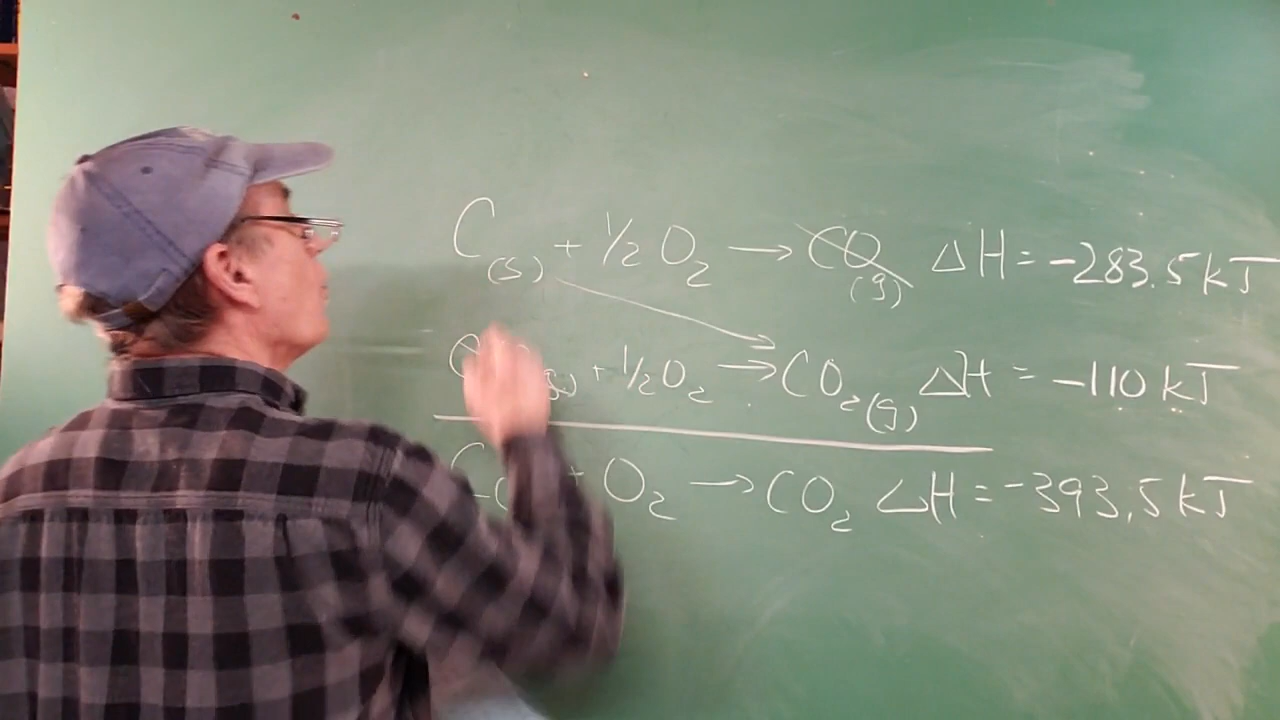 C(s) + 1/2 O2 → CO(g) ΔH = -283.5 kJ
+ 1/2 O2 → CO2(g) ΔH = -110 kJ
C + O2 → CO2 ΔH = -393.5 kJ